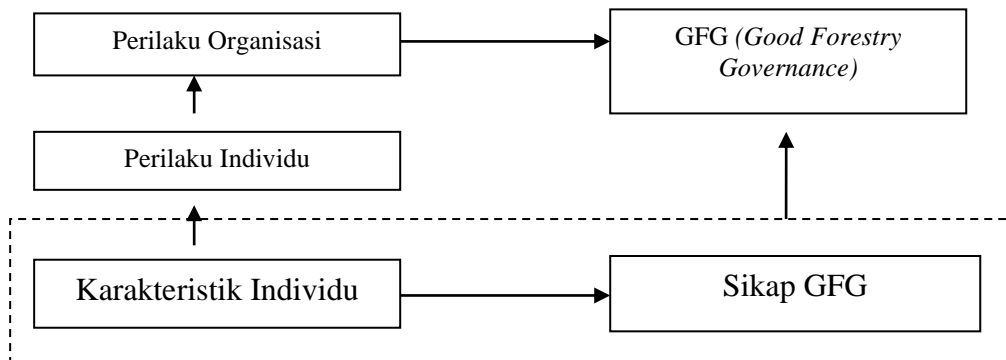 Perilaku Organisasi
GFG (Good Forestry
Governance)
Perilaku Individu
Karakteristik Individu
Sikap GFG